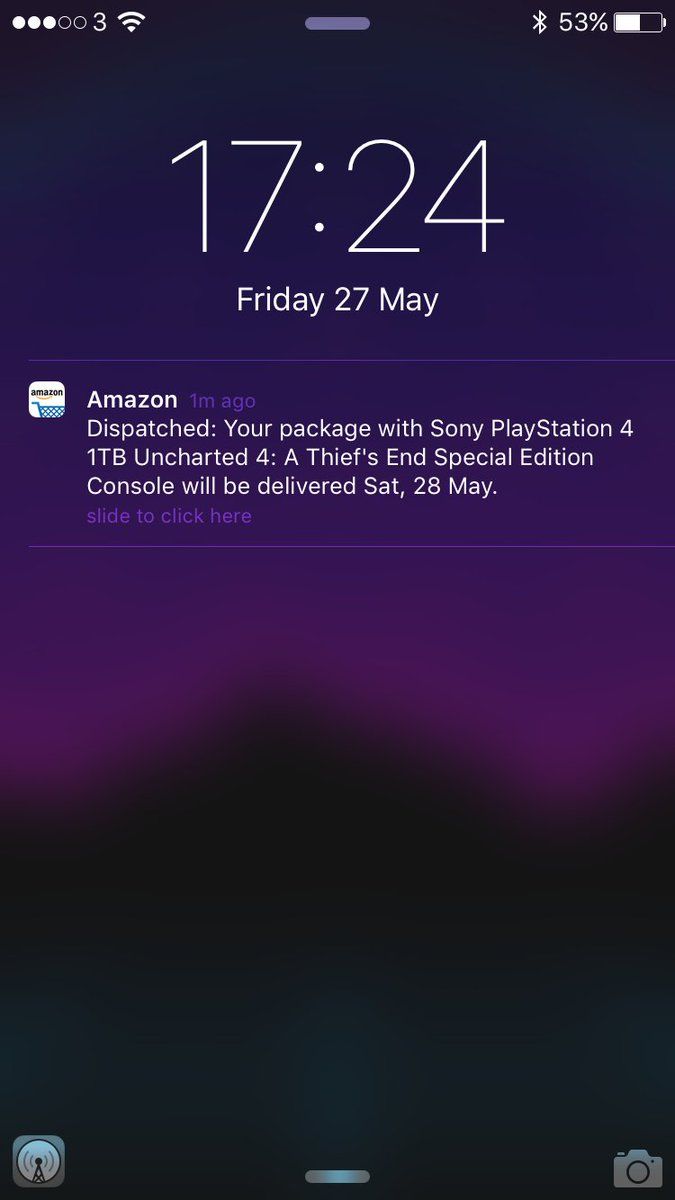 3 53%
17:24
Friday 27 May
amazon
Amazon 1m ago
Dispatched: Your package with Sony PlayStation 4
1TB Uncharted 4: A Thief's End Special Edition
Console will be delivered Sat, 28 May.
slide to click here